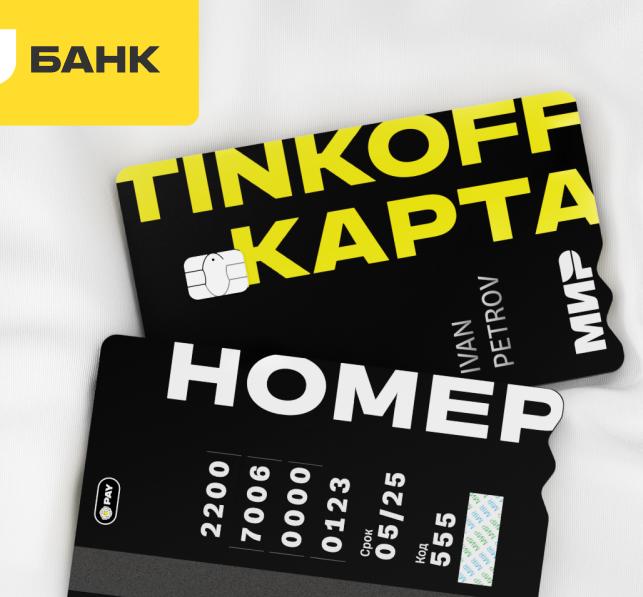 БАНК
TINKOFF
КАРТА
IVAN
PETROV
МИР
НОМЕР
PAY
2200
7006
0000
0123
Срок
05/25
Код
555